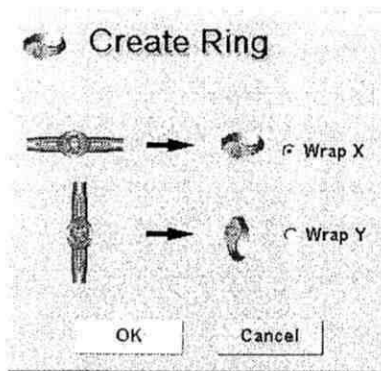 Create Ring
Wrap X
Wrap Y
OK
Cancel